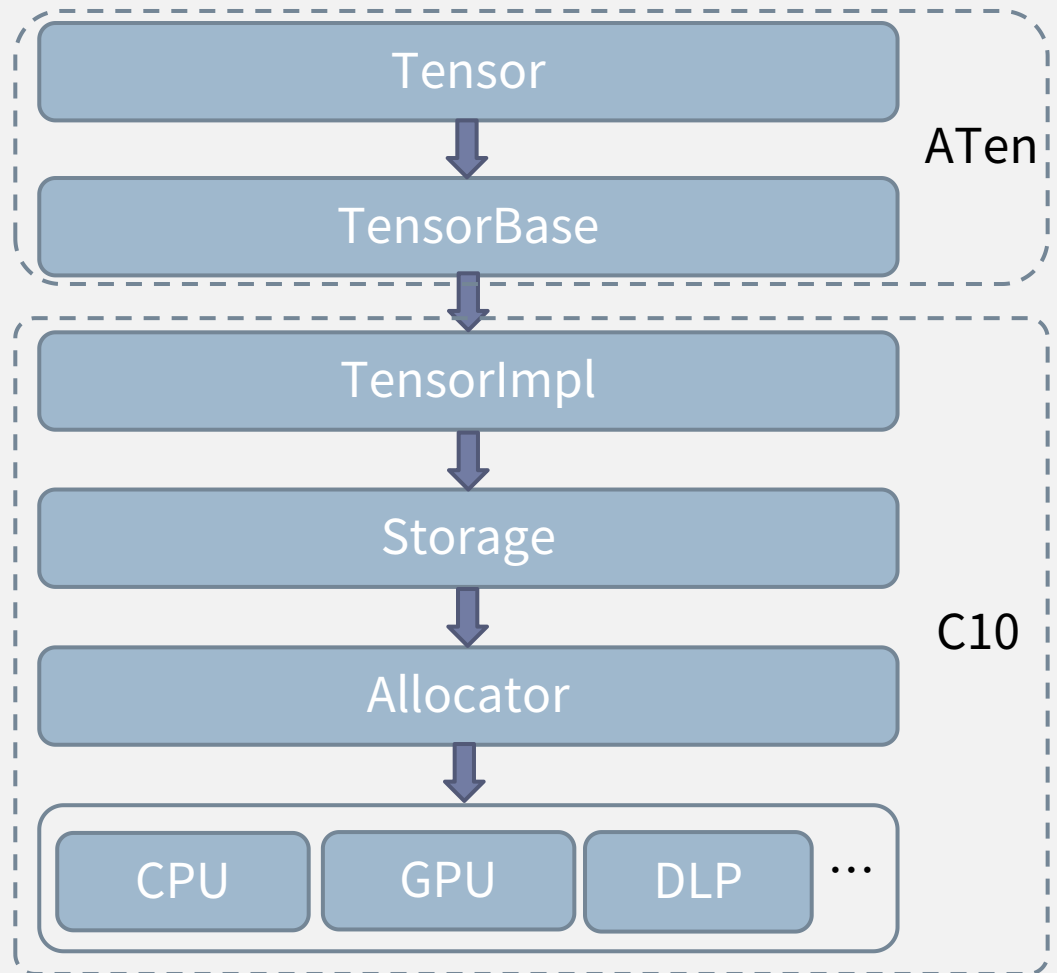 Tensor
ATen
TensorBase
TensorImpl
Storage
C10
Allocator
CPU
GPU
DLP
...